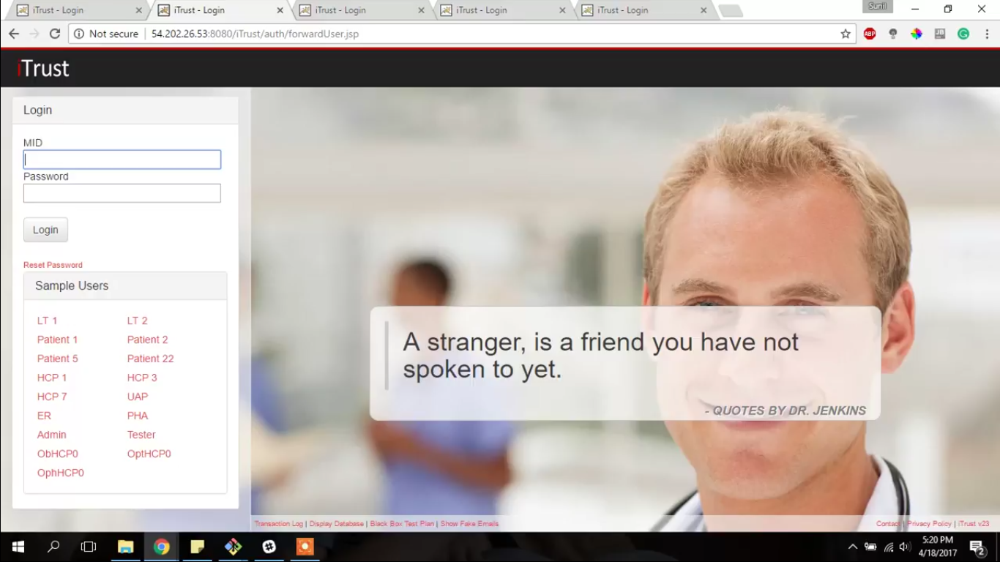 iTrust - Login
iTrust - Login
iTrust - Login
iTrust - Login
iTrust - Login
Sunil
Not secure | 54.202.26.53:8080/iTrust/auth/forwardUser.jsp
ABP
JB
G
iTrust
Login
MID
Password
Login
Reset Password
Sample Users
LT 1 LT 2
Patient 1 Patient 2
Patient 5 Patient 22
HCP 1 HCP 3
HCP 7 UAP
ER PHA
Admin Tester
ObHCP0 OptHCP0
OphHCP0
A stranger, is a friend you have not
spoken to yet.
- QUOTES BY DR. JENKINS
Transaction Log | Display Database | Black Box Test Plan | Show Fake Emails
Contact | Privacy Policy | iTrust v23
5:20 PM
4/18/2017
2